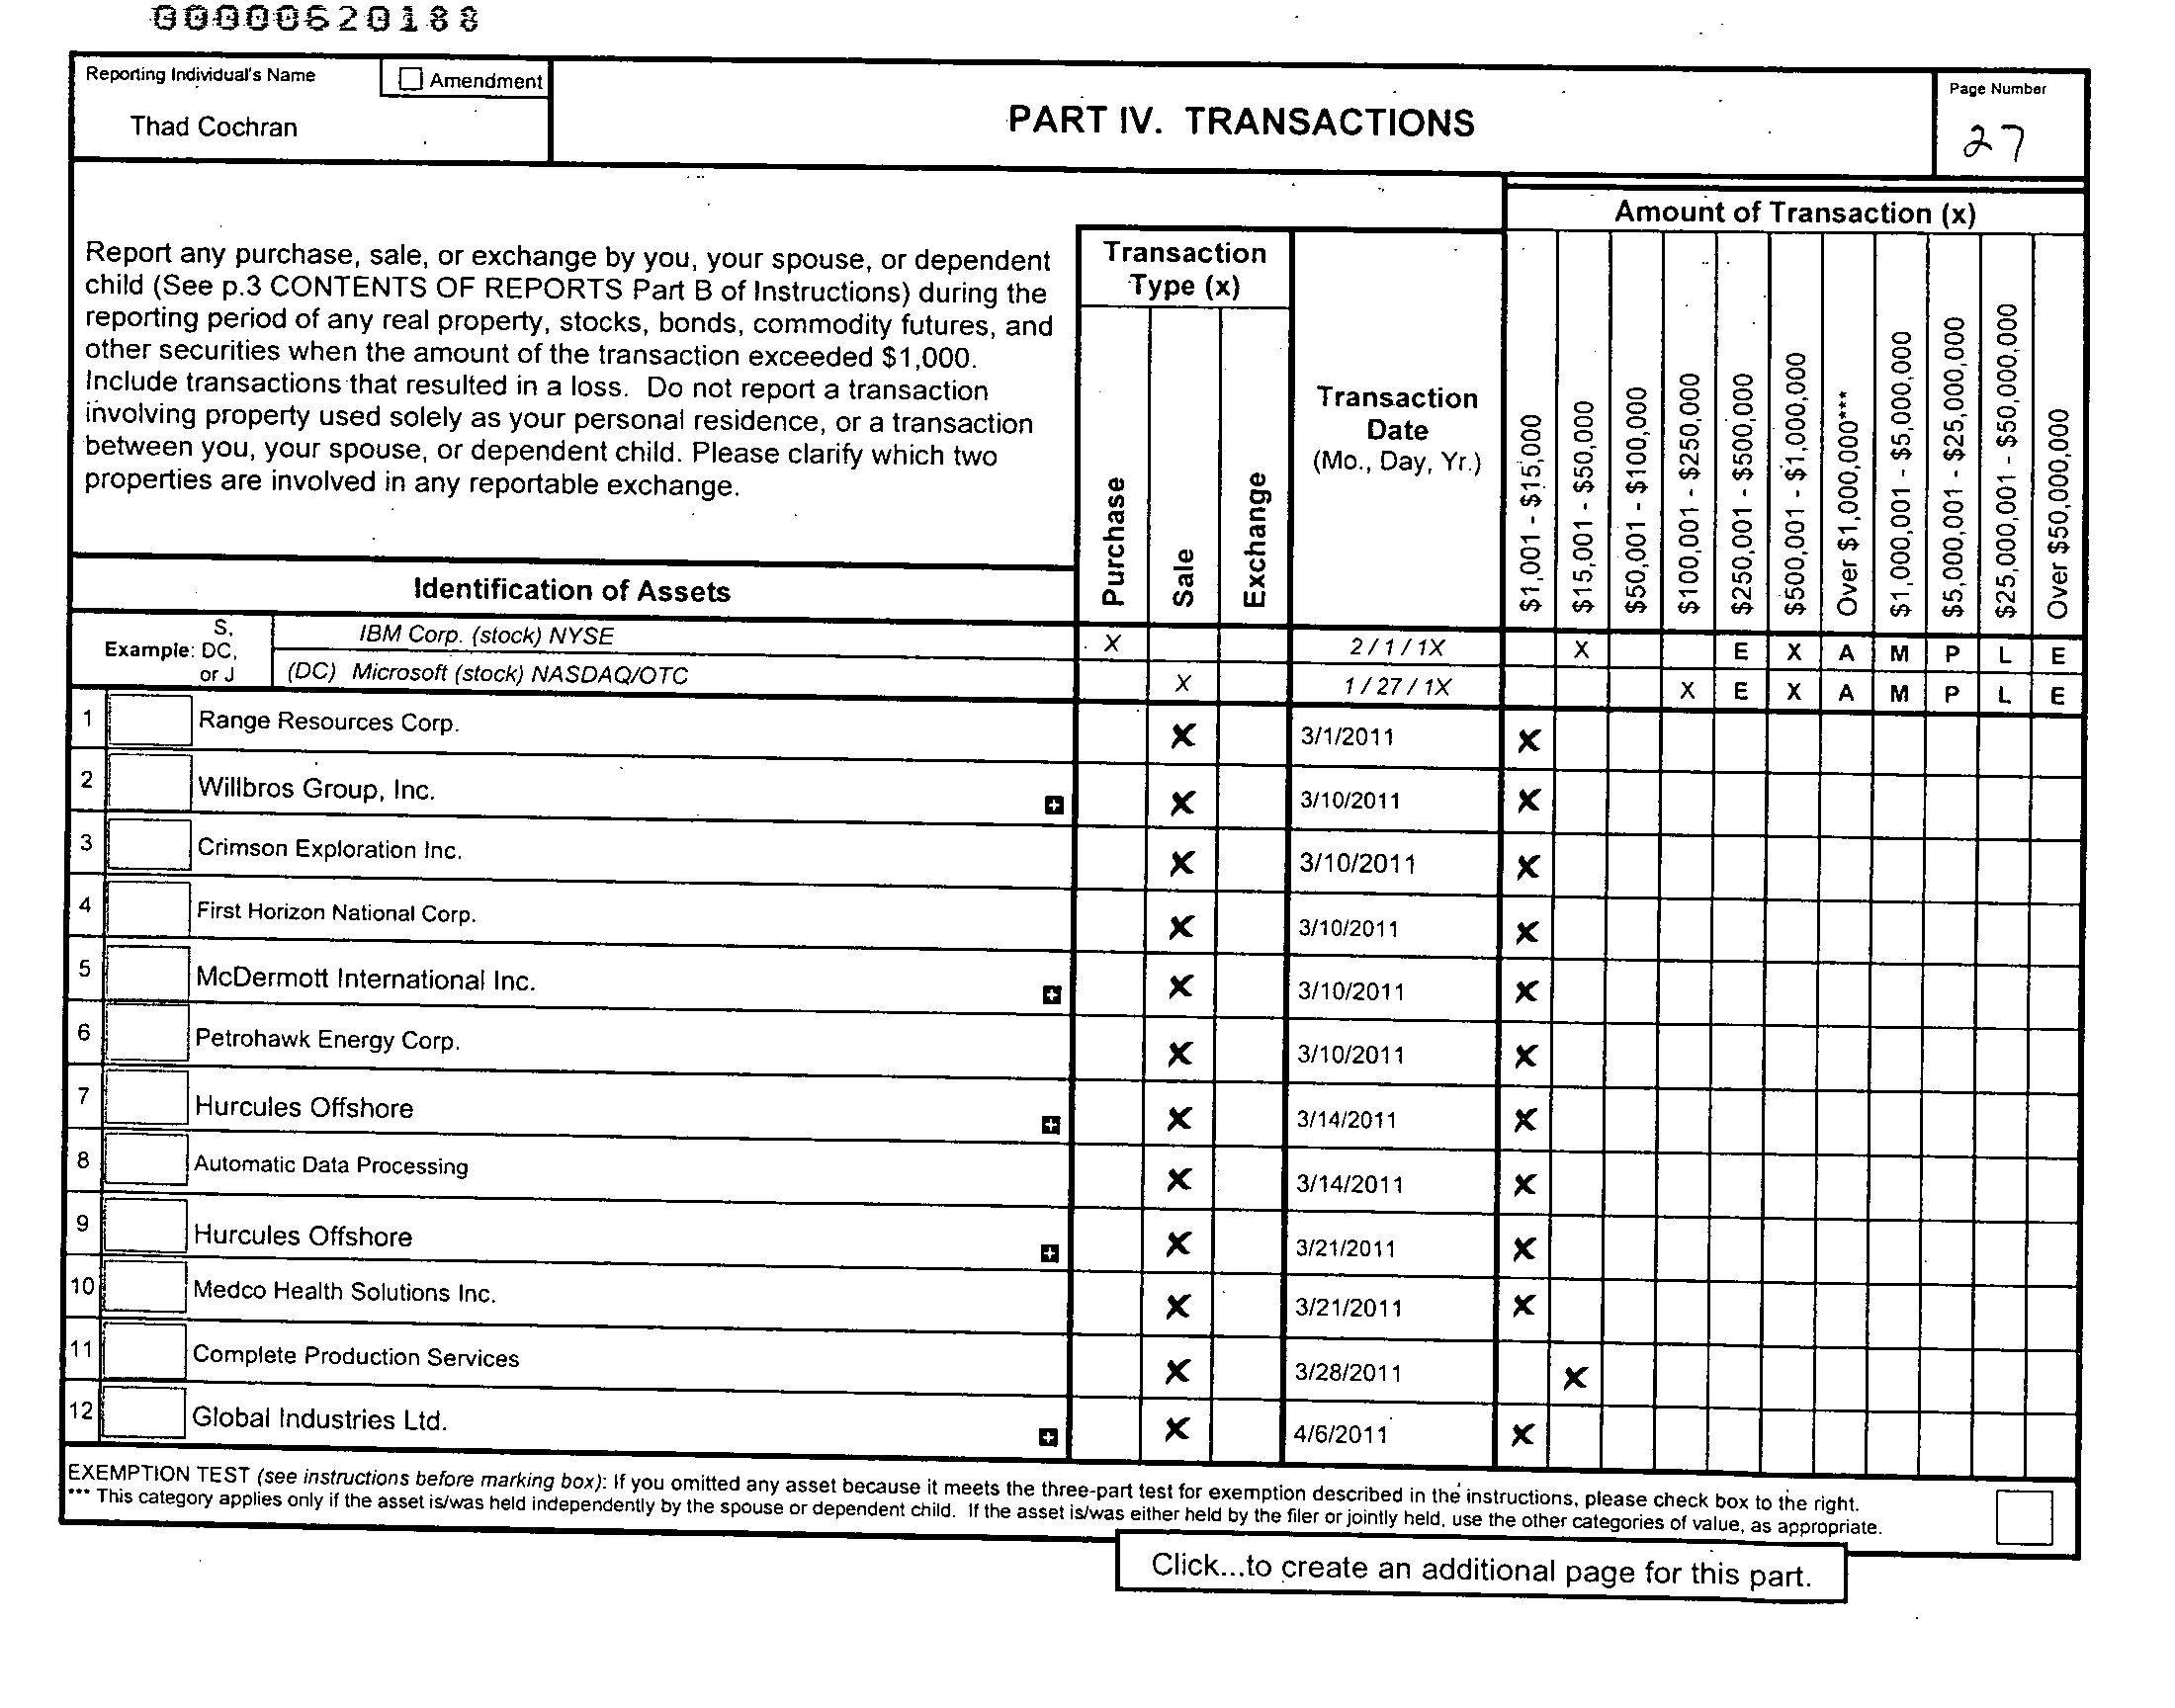 00000620188
Reporting Individual's Name
Amendment
Thad Cochran
PART IV. TRANSACTIONS
Page Number
27
Report any purchase, sale, or exchange by you, your spouse, or dependent
child (See p.3 CONTENTS OF REPORTS Part B of Instructions) during the
reporting period of any real property, stocks, bonds, commodity futures, and
other securities when the amount of the transaction exceeded $1,000.
Include transactions that resulted in a loss. Do not report a transaction
involving property used solely as your personal residence, or a transaction
between you, your spouse, or dependent child. Please clarify which two
properties are involved in any reportable exchange.
Identification of Assets
Transaction
Type (x)
Purchase
Sale
Exchange
Transaction
Date
(Mo., Day, Yr.)
Amount of Transaction (x)
$1,001 - $15,000
$15,001 - $50,000
$50,001 - $100,000
$100,001 - $250,000
$250,001 - $500,000
$500,001 - $1,000,000
Over $1,000,000***
$1,000,001 - $5,000,000
$5,000,001 - $25,000,000
$25,000,001 - $50,000,000
Over $50,000,000
Example: S, DC, or J
IBM Corp. (stock) NYSE X 2 / 1 / 1X X E X A M P L E
(DC) Microsoft (stock) NASDAQ/OTC X 1 / 27 / 1X X E X A M P L E
1 Range Resources Corp. X 3/1/2011 X
2 Willbros Group, Inc. + X 3/10/2011 X
3 Crimson Exploration Inc. X 3/10/2011 X
4 First Horizon National Corp. X 3/10/2011 X
5 McDermott International Inc. + X 3/10/2011 X
6 Petrohawk Energy Corp. X 3/10/2011 X
7 Hurcules Offshore + X 3/14/2011 X
8 Automatic Data Processing X 3/14/2011 X
9 Hurcules Offshore + X 3/21/2011 X
10 Medco Health Solutions Inc. X 3/21/2011 X
11 Complete Production Services X 3/28/2011 X
12 Global Industries Ltd. + X 4/6/2011 X
EXEMPTION TEST (see instructions before marking box): If you omitted any asset because it meets the three-part test for exemption described in the instructions, please check box to the right.
*** This category applies only if the asset is/was held independently by the spouse or dependent child. If the asset is/was either held by the filer or jointly held, use the other categories of value, as appropriate.
Click...to create an additional page for this part.